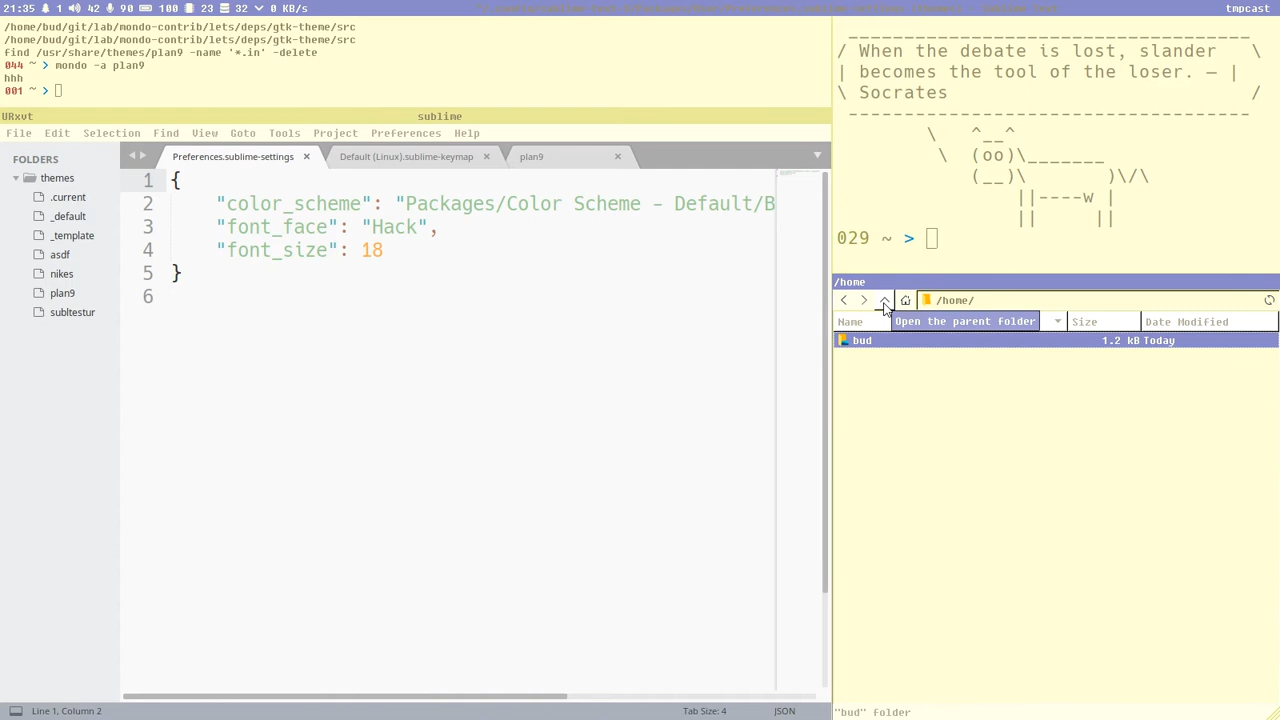 21:35 1 42 90 100 23 32 0 KB/s
tmpcast
/home/bud/git/lab/mondo-contrib/lets/deps/gtk-theme/src
/home/bud/git/lab/mondo-contrib/lets/deps/gtk-theme/src
find /usr/share/themes/plan9 -name '*.in' -delete
044 ~ > mondo -a plan9
hhh
001 ~ >
URxvt sublime
File Edit Selection Find View Goto Tools Project Preferences Help
FOLDERS
themes
.current
_default
_template
asdf
nikes
plan9
subltestur
Preferences.sublime-settings × Default (Linux).sublime-keymap × plan9 ×
1 {
2 "color_scheme": "Packages/Color Scheme - Default/B
3 "font_face": "Hack",
4 "font_size": 18
5 }
6
Line 1, Column 2 Tab Size: 4 JSON
___________________________________
/ When the debate is lost, slander \
| becomes the tool of the loser. — |
\ Socrates /
-----------------------------------
\ ^__^
\ (oo)\_______
(__)\ )\/\
||----w |
|| ||
029 ~ >
/home
/home/
Name Size Date Modified
Open the parent folder
bud 1.2 kB Today
"bud" folder